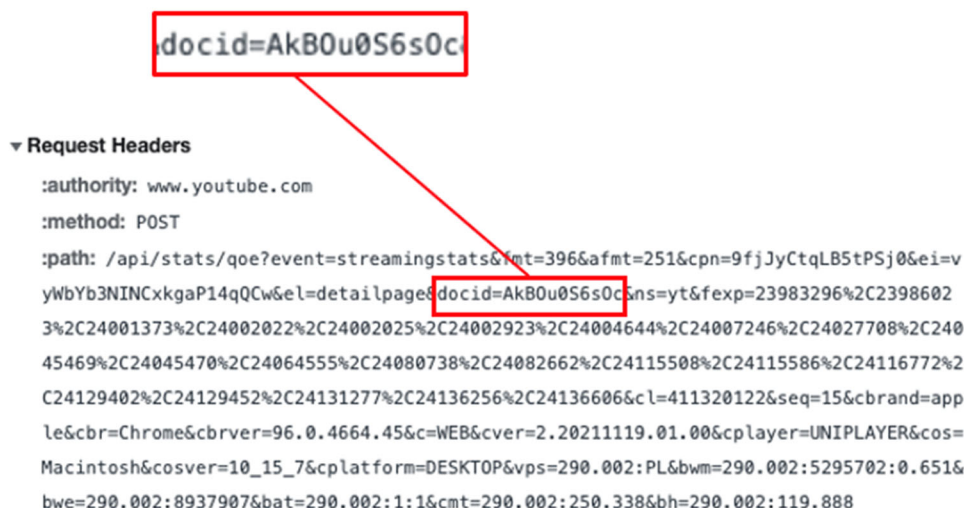 &docid=AkBOu0S6sOc&
▾ Request Headers
:authority: www.youtube.com
:method: POST
:path: /api/stats/qoe?event=streamingstats&fmt=396&afmt=251&cpn=9fjJyCtqLB5tPSj0&ei=v
yWbYb3NINCxkgaP14qQCw&el=detailpage&docid=AkBOu0S6sOc&ns=yt&fexp=23983296%2C2398602
3%2C24001373%2C24002022%2C24002025%2C24002923%2C24004644%2C24007246%2C24027708%2C240
45469%2C24045470%2C24064555%2C24080738%2C24082662%2C24115508%2C24115586%2C24116772%2
C24129402%2C24129452%2C24131277%2C24136256%2C24136606&cl=411320122&seq=15&cbrand=app
le&cbr=Chrome&cbrver=96.0.4664.45&c=WEB&cver=2.20211119.01.00&cplayer=UNIPLAYER&cos=
Macintosh&cosver=10_15_7&cplatform=DESKTOP&vps=290.002:PL&bwm=290.002:5295702:0.651&
bwe=290.002:8937907&bat=290.002:1:1&cmt=290.002:250.338&bh=290.002:119.888